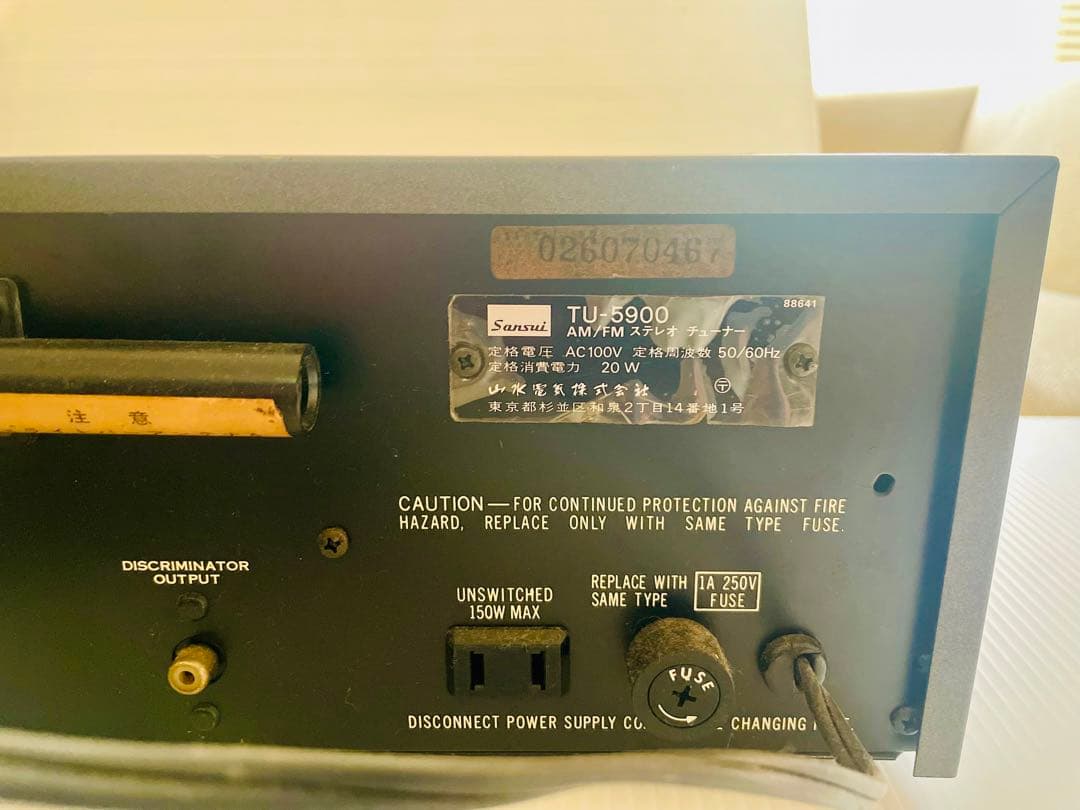 026070467
Sansui
TU-5900
88641
AM/FM ステレオ チューナー
定格電圧 AC100V 定格周波数 50/60Hz
定格消費電力 20W
山水電気株式会社 〒
東京都杉並区和泉2丁目14番地1号
注意
CAUTION — FOR CONTINUED PROTECTION AGAINST FIRE
HAZARD, REPLACE ONLY WITH SAME TYPE FUSE.
DISCRIMINATOR
OUTPUT
UNSWITCHED
150W MAX
REPLACE WITH
SAME TYPE
1A 250V
FUSE
FUSE
DISCONNECT POWER SUPPLY CHANGING